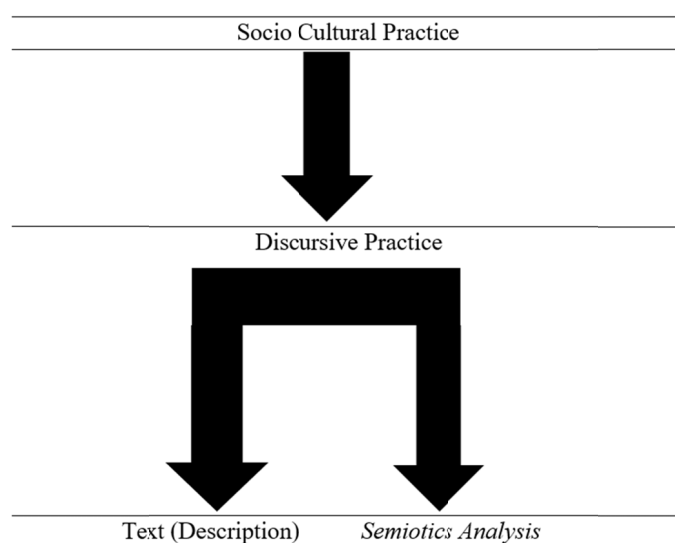 Socio Cultural Practice
Discursive Practice
Text (Description) Semiotics Analysis